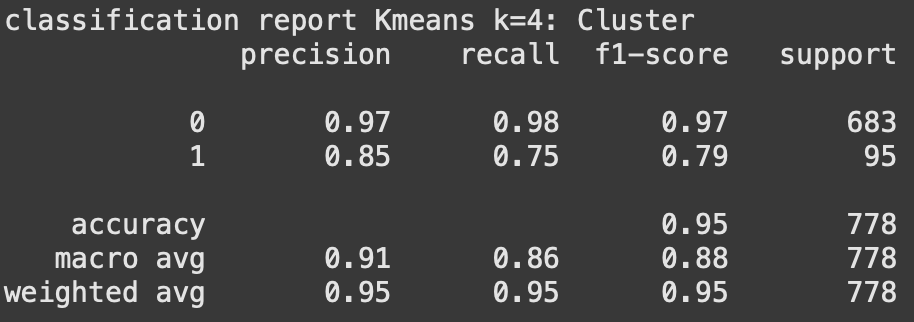 classification report Kmeans k=4: Cluster
precision recall f1-score support
0 0.97 0.98 0.97 683
1 0.85 0.75 0.79 95
accuracy 0.95 778
macro avg 0.91 0.86 0.88 778
weighted avg 0.95 0.95 0.95 778